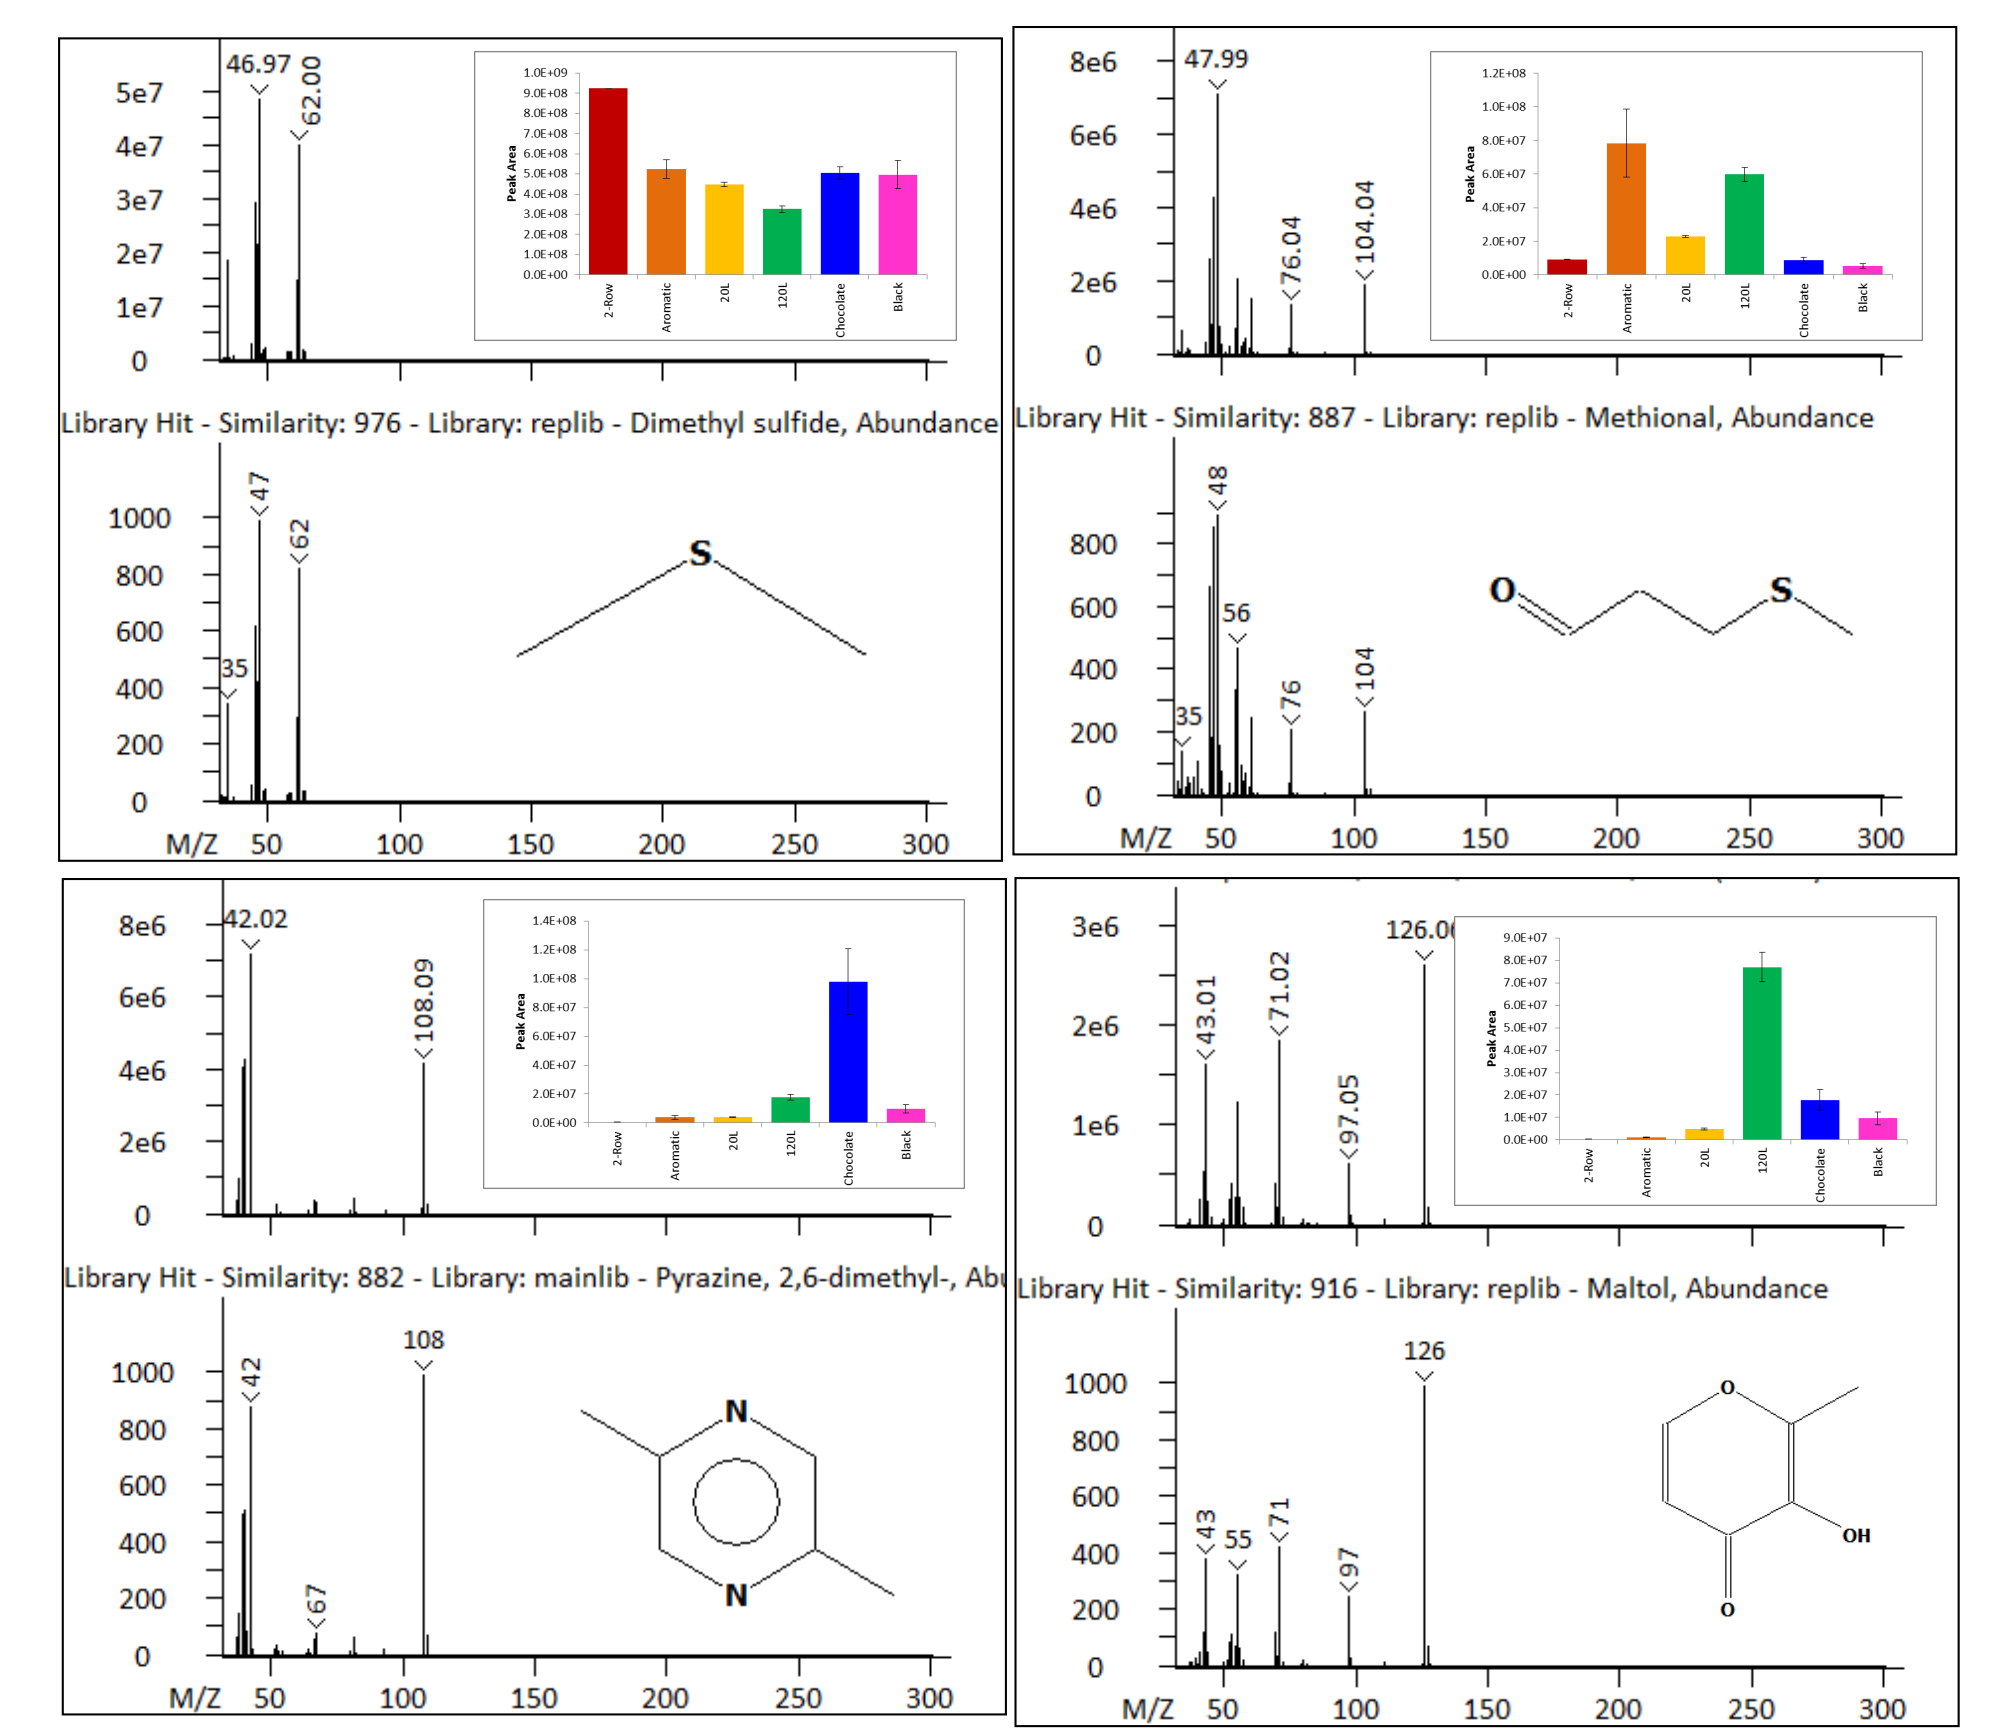 46.97
62.00
5e7
4e7
3e7
2e7
1e7
0
1.0E+09
9.0E+08
8.0E+08
7.0E+08
6.0E+08
5.0E+08
4.0E+08
3.0E+08
2.0E+08
1.0E+08
0.0E+00
Peak Area
2-Row
Aromatic
20L
120L
Chocolate
Black
Library Hit - Similarity: 976 - Library: replib - Dimethyl sulfide, Abundance
47
62
35
1000
800
600
400
200
0
S
M/Z 50 100 150 200 250 300
47.99
76.04
104.04
8e6
6e6
4e6
2e6
0
1.2E+08
1.0E+08
8.0E+07
6.0E+07
4.0E+07
2.0E+07
0.0E+00
Peak Area
2-Row
Aromatic
20L
120L
Chocolate
Black
Library Hit - Similarity: 887 - Library: replib - Methional, Abundance
48
56
35
76
104
800
600
400
200
0
O
S
M/Z 50 100 150 200 250 300
42.02
108.09
8e6
6e6
4e6
2e6
0
1.4E+08
1.2E+08
1.0E+08
8.0E+07
6.0E+07
4.0E+07
2.0E+07
0.0E+00
Peak Area
2-Row
Aromatic
20L
120L
Chocolate
Black
Library Hit - Similarity: 882 - Library: mainlib - Pyrazine, 2,6-dimethyl-,
108
42
67
1000
800
600
400
200
0
N
N
M/Z 50 100 150 200 250 300
43.01
71.02
97.05
3e6
2e6
1e6
0
9.0E+07
8.0E+07
7.0E+07
6.0E+07
5.0E+07
4.0E+07
3.0E+07
2.0E+07
1.0E+07
0.0E+00
Peak Area
2-Row
Aromatic
20L
120L
Chocolate
Black
Library Hit - Similarity: 916 - Library: replib - Maltol, Abundance
126
43
55
71
97
1000
800
600
400
200
0
O
OH
O
M/Z 50 100 150 200 250 300